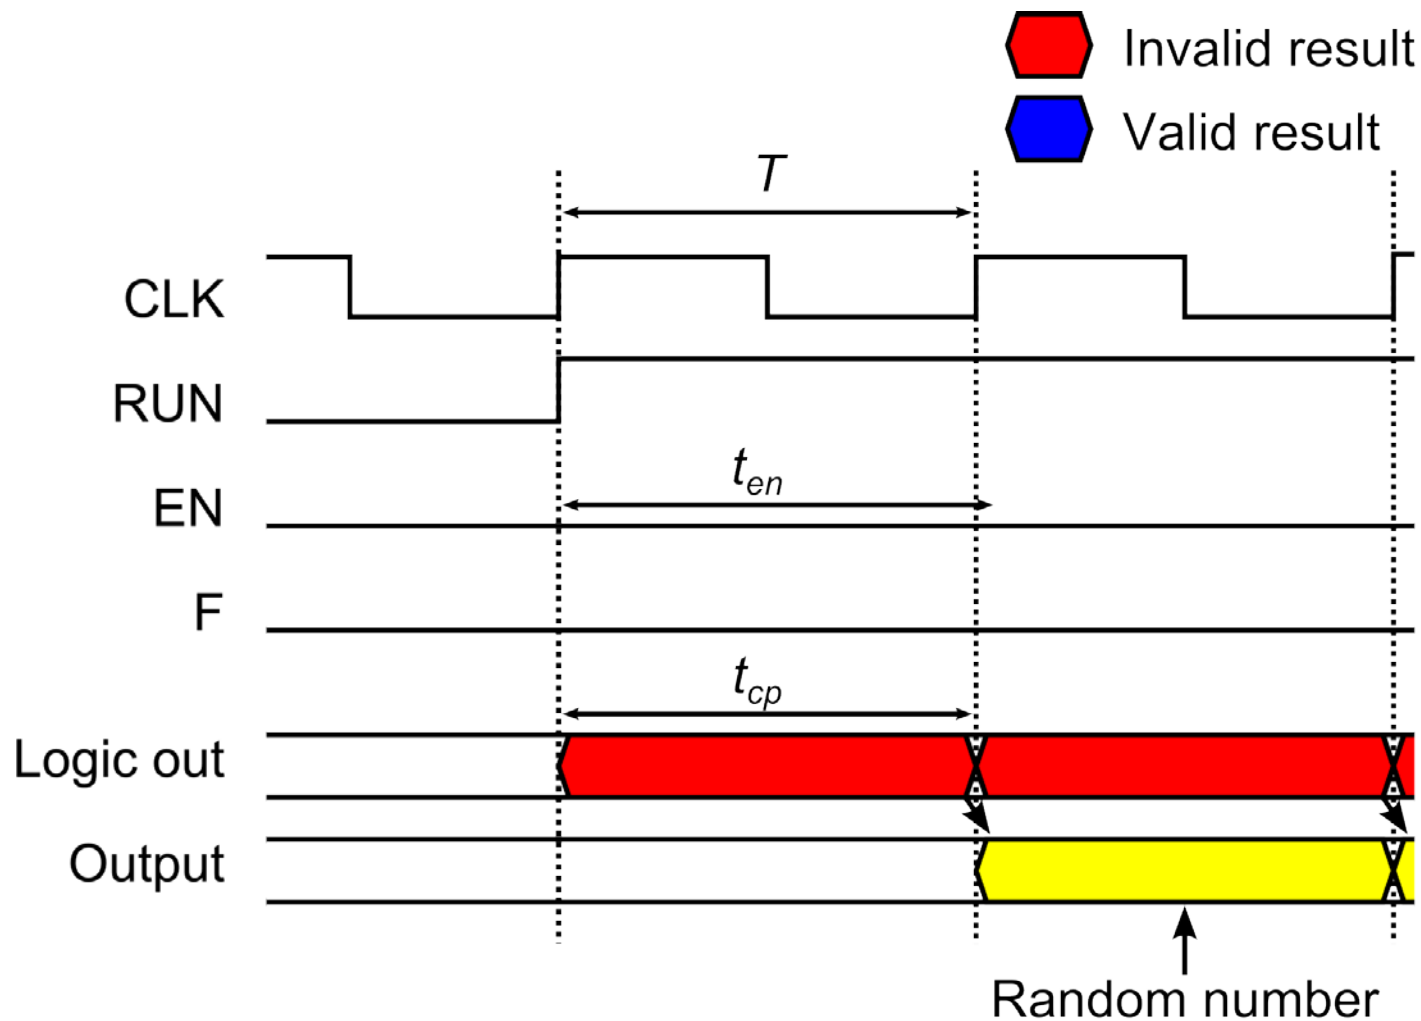 Invalid result
Valid result
T
CLK
RUN
t_en
EN
F
t_cp
Logic out
Output
Random number